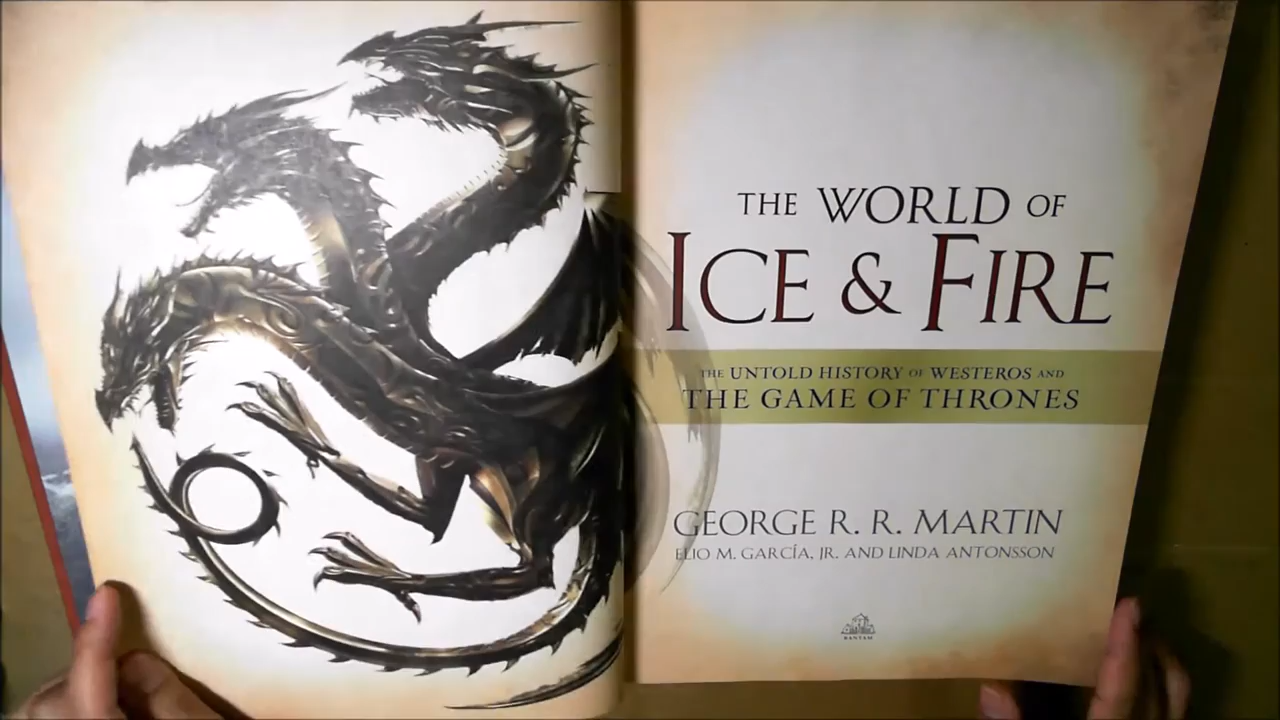 THE WORLD OF
ICE & FIRE
THE UNTOLD HISTORY OF WESTEROS AND
THE GAME OF THRONES
GEORGE R. R. MARTIN
ELIO M. GARCÍA, JR. AND LINDA ANTONSSON
BANTAM